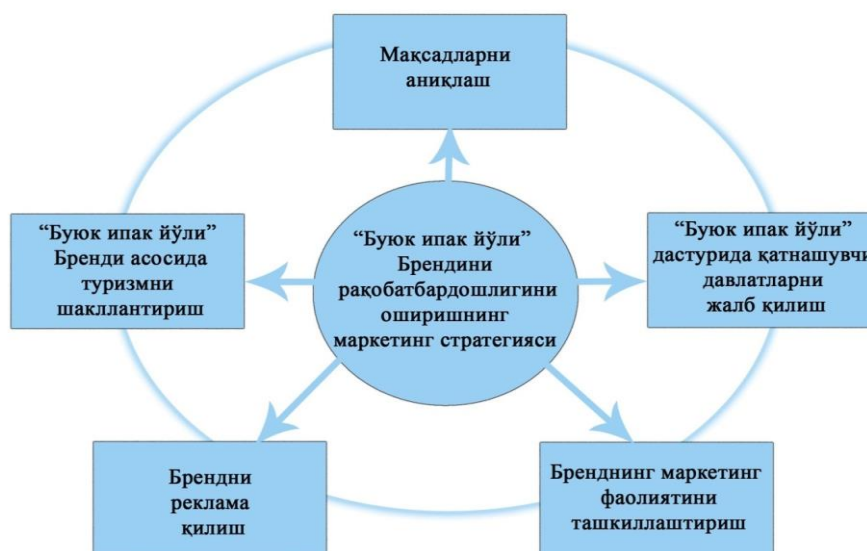 Мақсадларни
аниқлаш
“Буюк ипак йўли”
Бренди асосида
туризмни
шакллантириш
“Буюк ипак йўли”
Брендини
рақобатбардошлигини
оширишнинг
маркетинг стратегияси
“Буюк ипак йўли”
дастурида қатнашувчи
давлатларни
жалб қилиш
Брендни
реклама
қилиш
Бренднинг маркетинг
фаолиятини
ташкиллаштириш